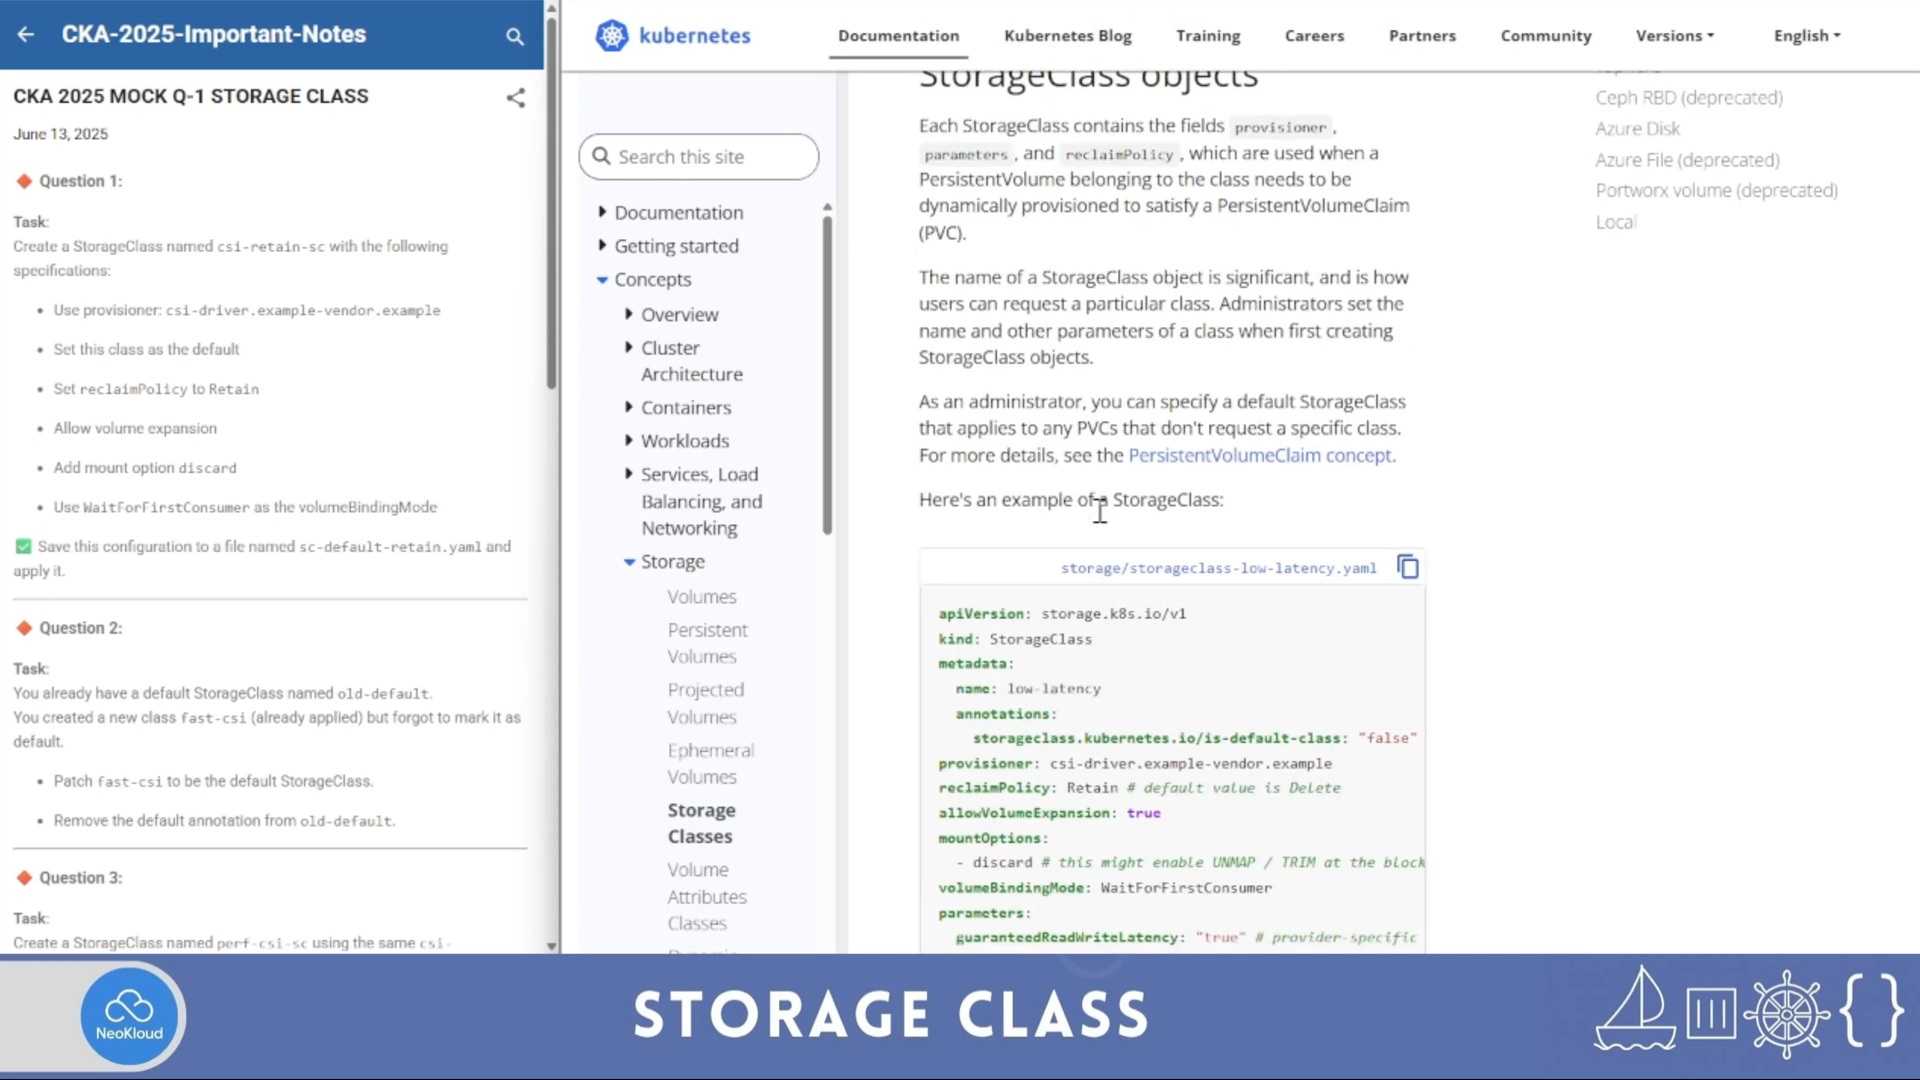 CKA-2025-Important-Notes
CKA 2025 MOCK Q-1 STORAGE CLASS
June 13, 2025
Question 1:
Task:
Create a StorageClass named csi-retain-sc with the following
specifications:
• Use provisioner: csi-driver.example-vendor.example
• Set this class as the default
• Set reclaimPolicy to Retain
• Allow volume expansion
• Add mount option discard
• Use WaitForFirstConsumer as the volumeBindingMode
Save this configuration to a file named sc-default-retain.yaml and
apply it.
Question 2:
Task:
You already have a default StorageClass named old-default.
You created a new class fast-csi (already applied) but forgot to mark it as
default.
• Patch fast-csi to be the default StorageClass.
• Remove the default annotation from old-default.
Question 3:
Task:
Create a StorageClass named perf-csi-sc using the same csi-
kubernetes
Documentation
Kubernetes Blog
Training
Careers
Partners
Community
Versions
English
Search this site
Documentation
Getting started
Concepts
Overview
Cluster
Architecture
Containers
Workloads
Services, Load
Balancing, and
Networking
Storage
Volumes
Persistent
Volumes
Projected
Volumes
Ephemeral
Volumes
Storage
Classes
Volume
Attributes
Classes
StorageClass objects
Each StorageClass contains the fields provisioner ,
parameters , and reclaimPolicy , which are used when a
PersistentVolume belonging to the class needs to be
dynamically provisioned to satisfy a PersistentVolumeClaim
(PVC).
The name of a StorageClass object is significant, and is how
users can request a particular class. Administrators set the
name and other parameters of a class when first creating
StorageClass objects.
As an administrator, you can specify a default StorageClass
that applies to any PVCs that don't request a specific class.
For more details, see the PersistentVolumeClaim concept.
Here's an example of a StorageClass:
storage/storageclass-low-latency.yaml
apiVersion: storage.k8s.io/v1
kind: StorageClass
metadata:
name: low-latency
annotations:
storageclass.kubernetes.io/is-default-class: "false"
provisioner: csi-driver.example-vendor.example
reclaimPolicy: Retain # default value is Delete
allowVolumeExpansion: true
mountOptions:
- discard # this might enable UNMAP / TRIM at the block
volumeBindingMode: WaitForFirstConsumer
parameters:
guaranteedReadWriteLatency: "true" # provider-specific
Ceph RBD (deprecated)
Azure Disk
Azure File (deprecated)
Portworx volume (deprecated)
Local
NeoKloud
STORAGE CLASS